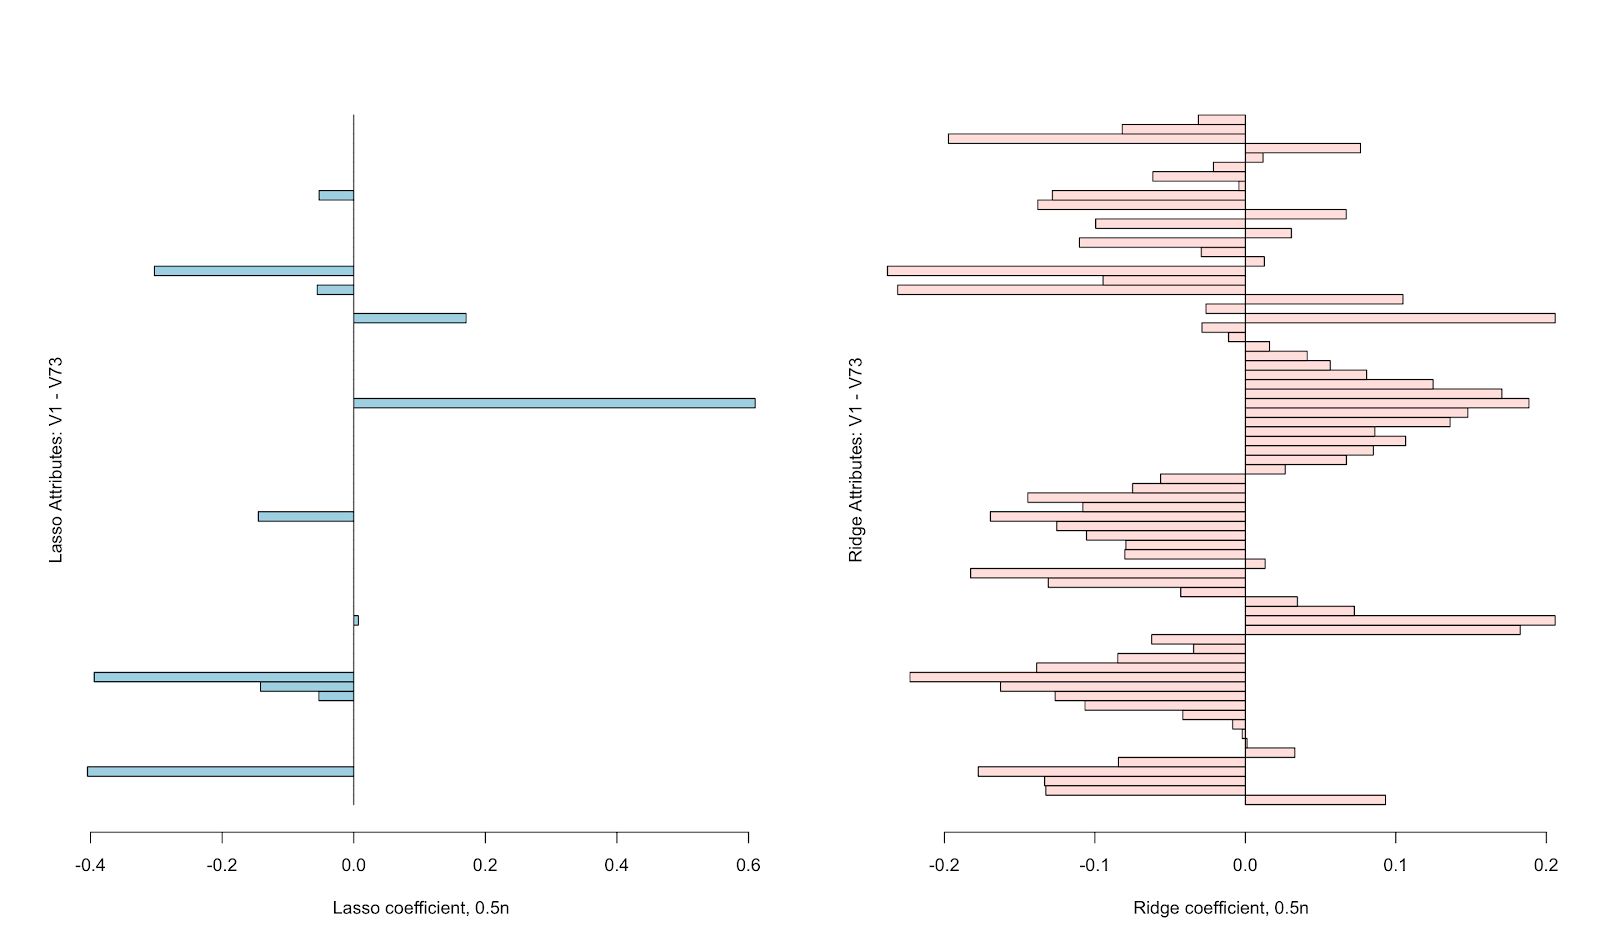 Lasso Attributes: V1 - V73
-0.4 -0.2 0.0 0.2 0.4 0.6
Lasso coefficient, 0.5n
Ridge Attributes: V1 - V73
-0.2 -0.1 0.0 0.1 0.2
Ridge coefficient, 0.5n